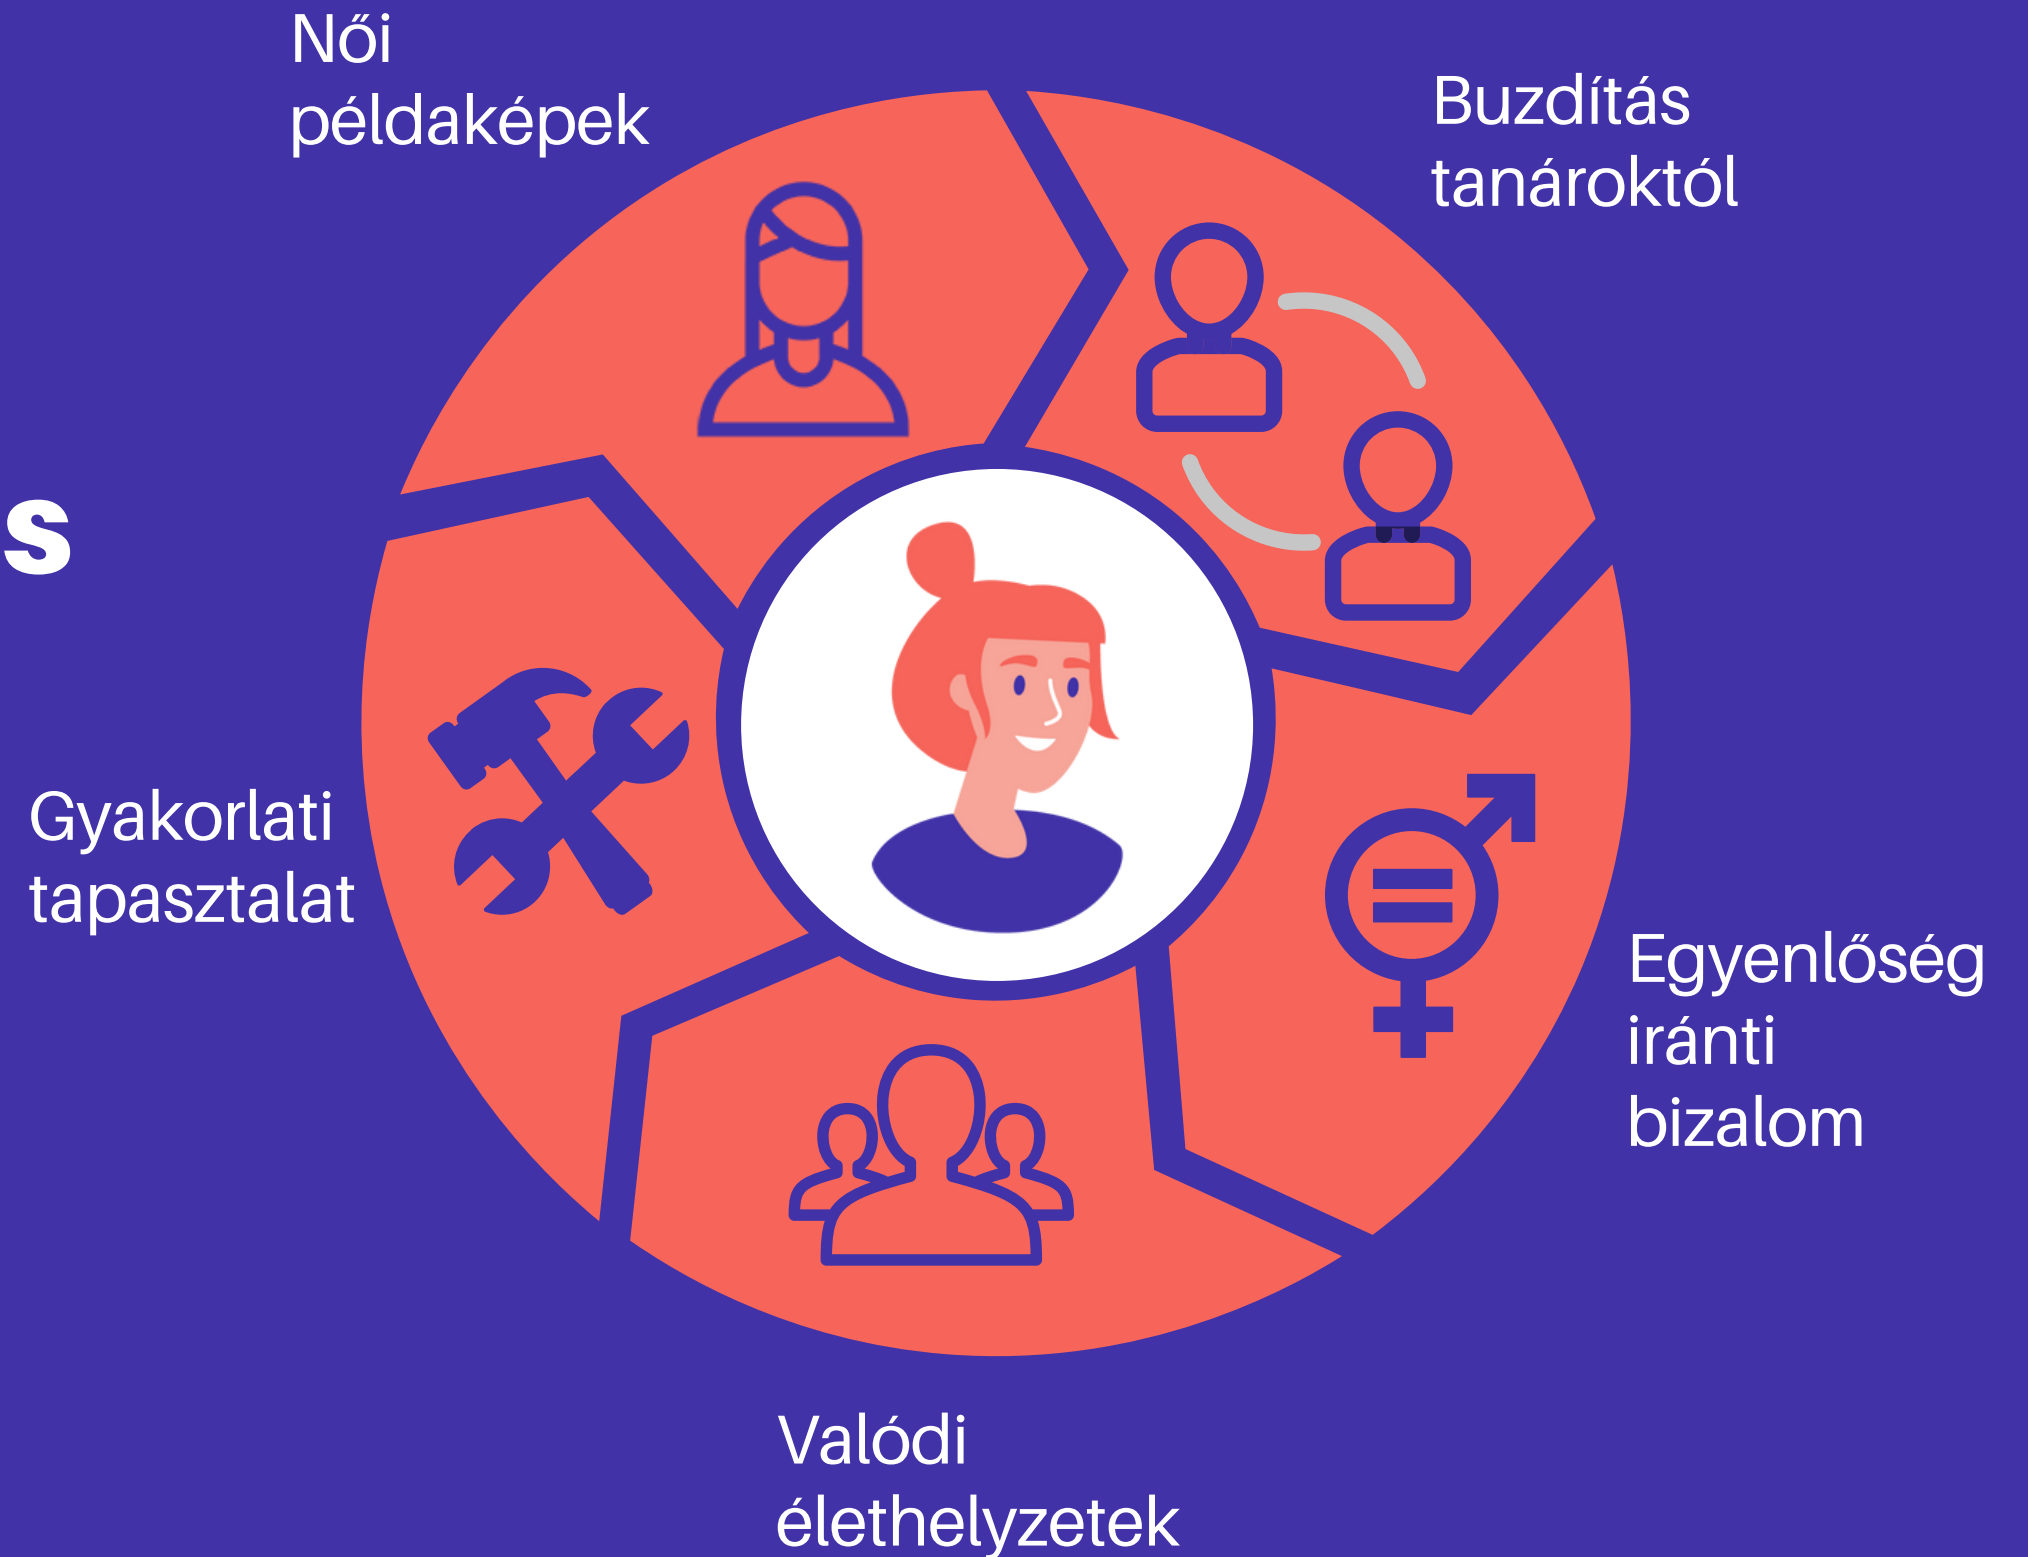 Női
példaképek
Buzdítás
tanároktól
s
Gyakorlati
tapasztalat
Egyenlőség
iránti
bizalom
Valódi
élethelyzetek